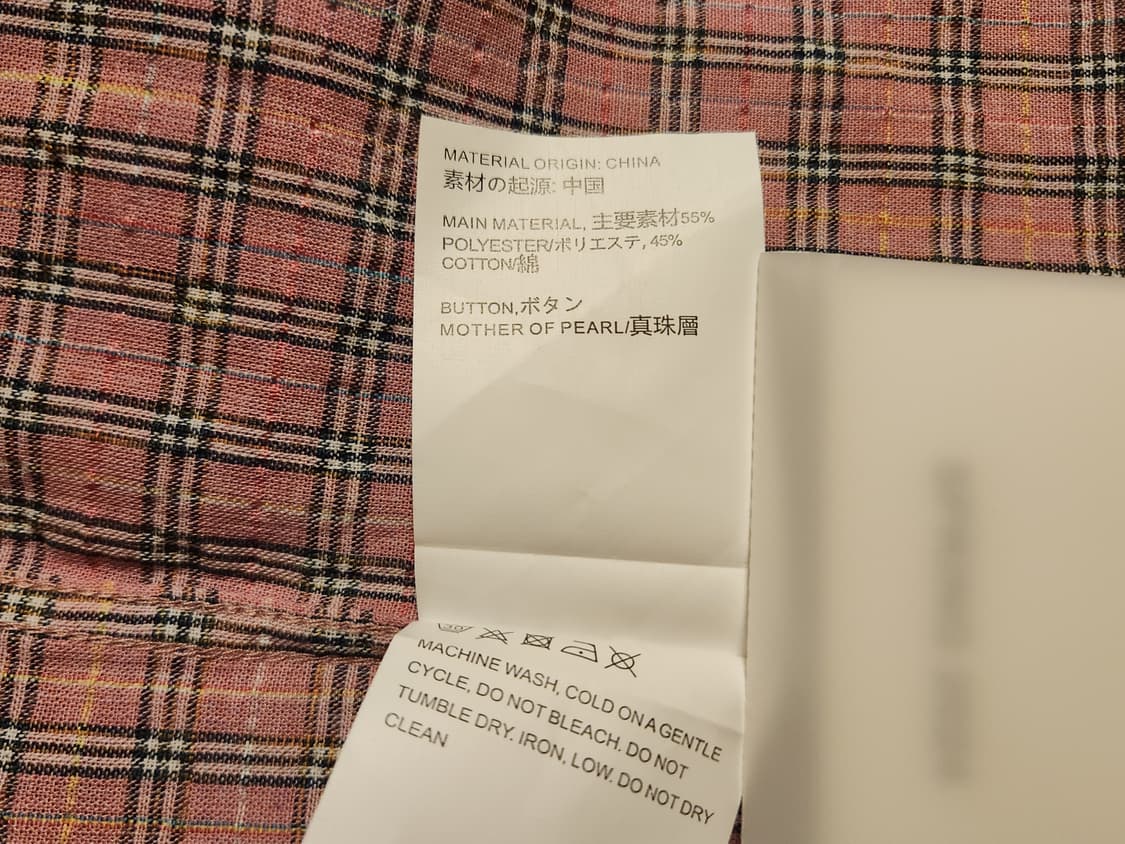 MATERIAL ORIGIN: CHINA
素材の起源: 中国
MAIN MATERIAL, 主要素材55%
POLYESTER/ポリエステ, 45%
COTTON/綿
BUTTON,ボタン
MOTHER OF PEARL/真珠層
MACHINE WASH, COLD ON A GENTLE
CYCLE, DO NOT BLEACH. DO NOT
TUMBLE DRY. IRON, LOW. DO NOT DRY
CLEAN